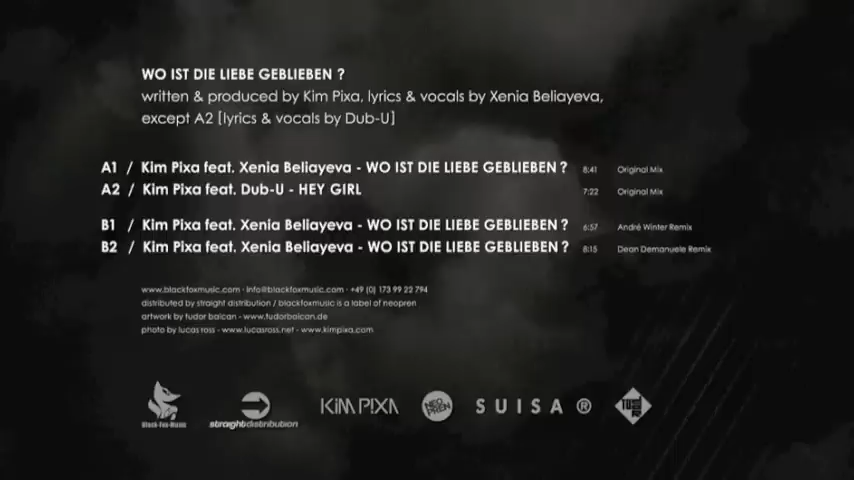 WO IST DIE LIEBE GEBLIEBEN ?
written & produced by Kim Pixa, lyrics & vocals by Xenia Beliayeva,
except A2 [lyrics & vocals by Dub-U]
A1 / Kim Pixa feat. Xenia Beliayeva - WO IST DIE LIEBE GEBLIEBEN ? 8:41 Original Mix
A2 / Kim Pixa feat. Dub-U - HEY GIRL 7:22 Original Mix
B1 / Kim Pixa feat. Xenia Beliayeva - WO IST DIE LIEBE GEBLIEBEN ? 6:37 André Winter Remix
B2 / Kim Pixa feat. Xenia Beliayeva - WO IST DIE LIEBE GEBLIEBEN ? 8:15 Dean Demanuele Remix
www.blackfoxmusic.com - info@blackfoxmusic.com - +49 (0) 173 99 22 794
distributed by straight distribution / blackfoxmusic is a label of neopren
artwork by tudor balcan - www.tudorbalcan.de
photo by lucas ross - www.lucasross.net - www.kimpixa.com
Black-Fox-Music
straightdistribution
KIM PIXA
NEO PREN
SUISA ®